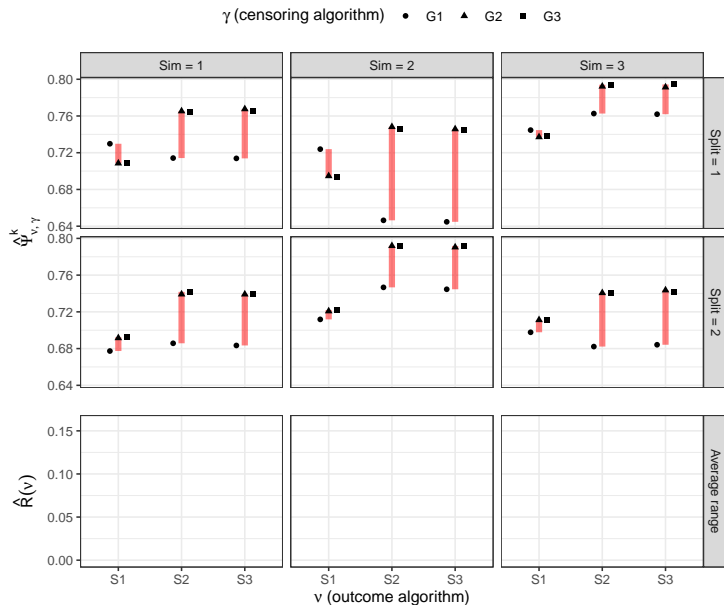 γ (censoring algorithm) G1 G2 G3
Sim = 1 Sim = 2 Sim = 3
0.80
0.76
0.72
0.68
0.64
Split = 1
Ψ̂ᵏν, γ
0.80
0.76
0.72
0.68
0.64
Split = 2
0.15
0.10
0.05
0.00
R̂(ν)
Average range
S1 S2 S3 S1 S2 S3 S1 S2 S3
ν (outcome algorithm)